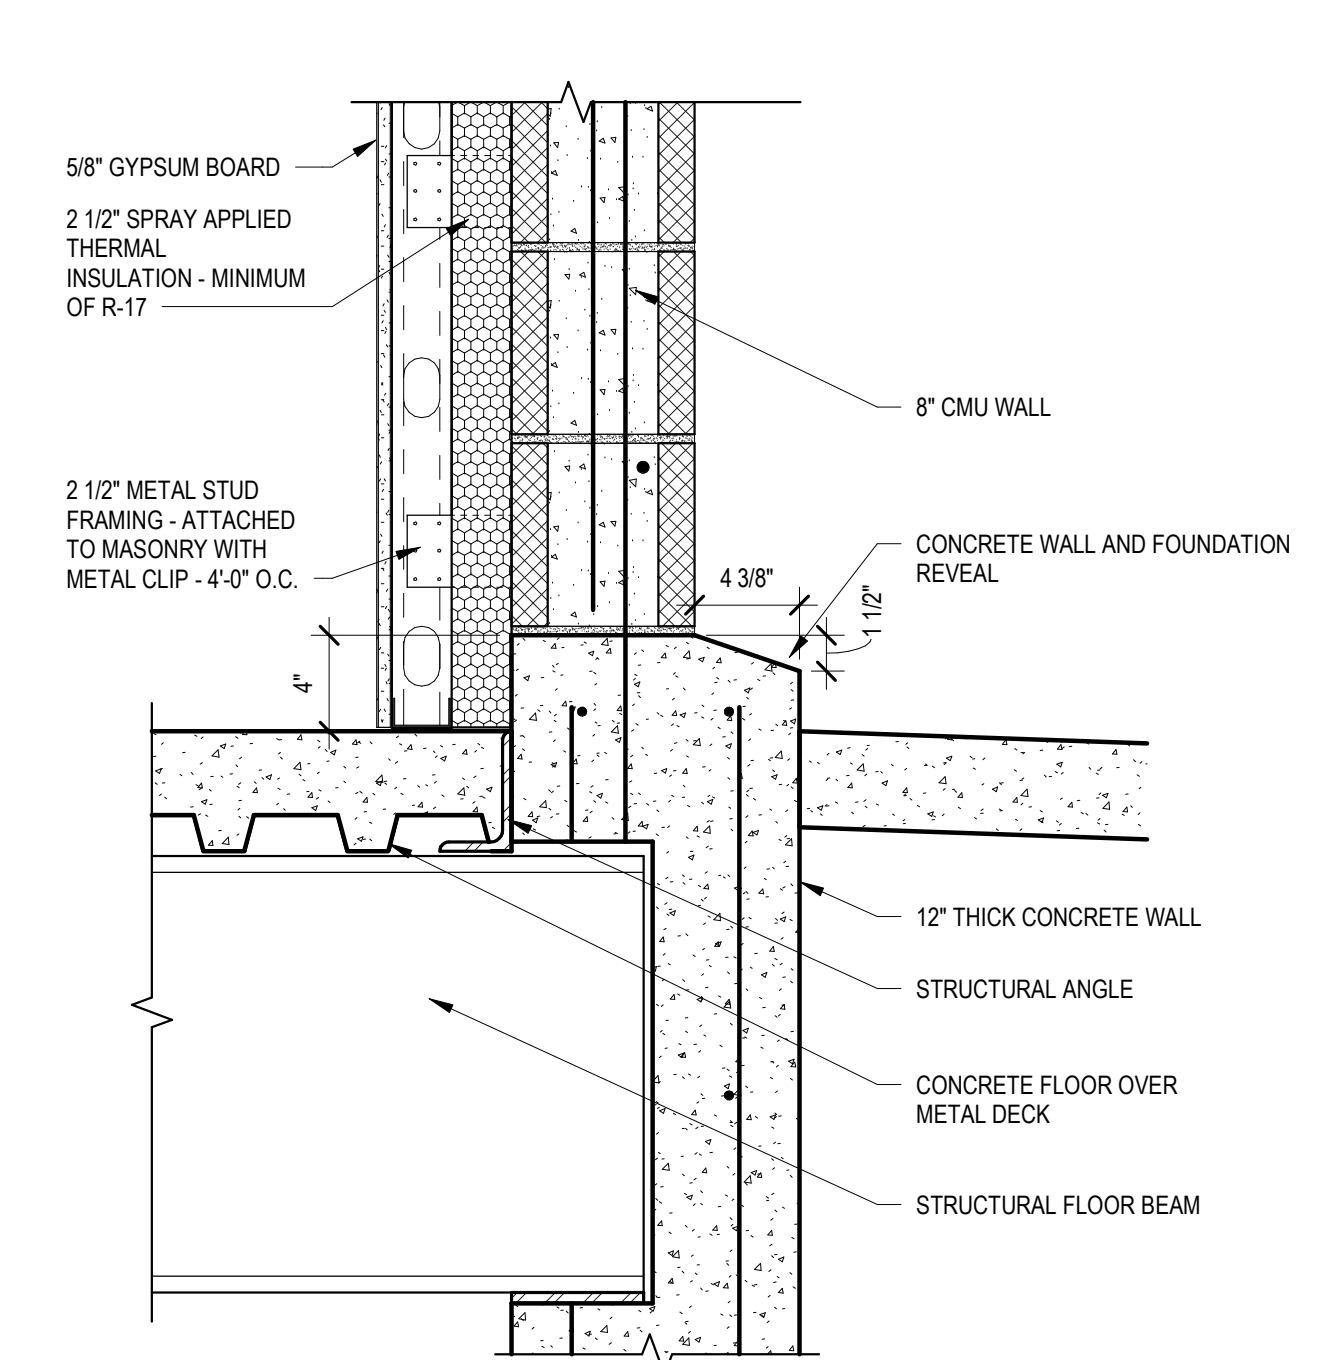 5/8" GYPSUM BOARD
2 1/2" SPRAY APPLIED
THERMAL
INSULATION - MINIMUM
OF R-17
8" CMU WALL
2 1/2" METAL STUD
FRAMING - ATTACHED
TO MASONRY WITH
METAL CLIP - 4'-0" O.C.
CONCRETE WALL AND FOUNDATION
REVEAL
4 3/8"
1 1/2"
4"
12" THICK CONCRETE WALL
STRUCTURAL ANGLE
CONCRETE FLOOR OVER
METAL DECK
STRUCTURAL FLOOR BEAM